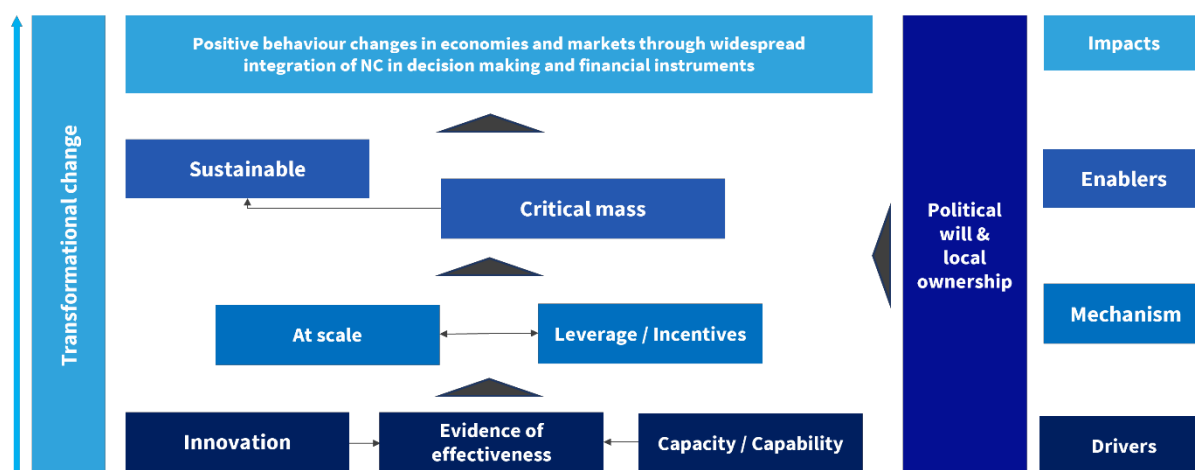 Transformational change
Positive behaviour changes in economies and markets through widespread
integration of NC in decision making and financial instruments
Impacts
Sustainable
Critical mass
Enablers
Political
will &
local
ownership
At scale
Leverage / Incentives
Mechanism
Innovation
Evidence of
effectiveness
Capacity / Capability
Drivers